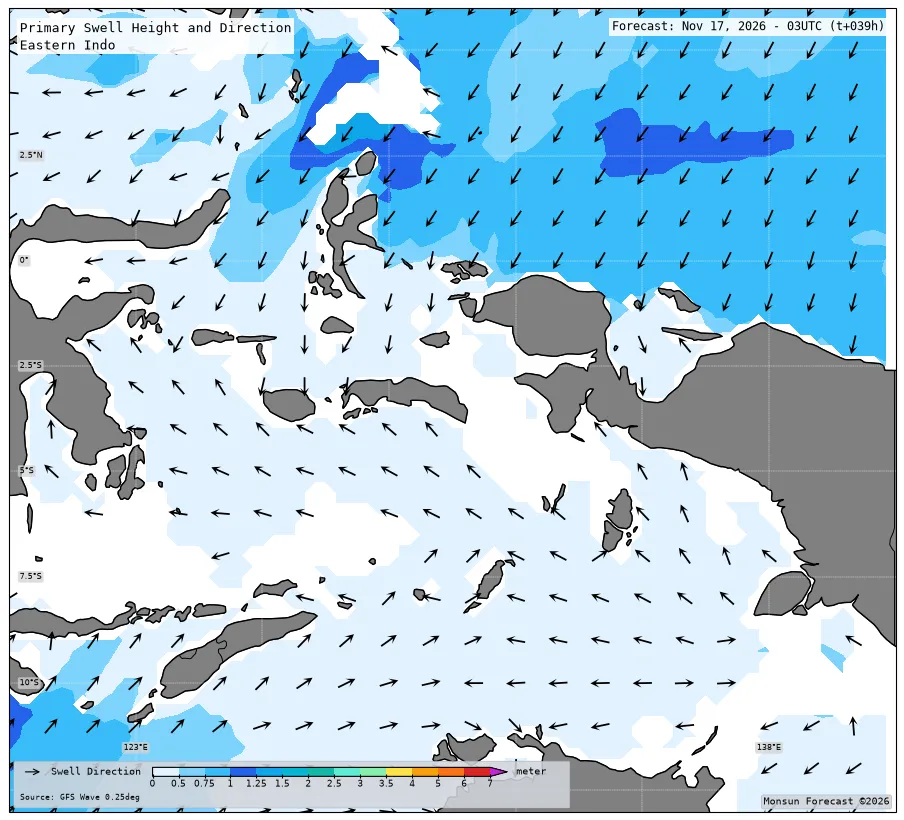 Primary Swell Height and Direction
Eastern Indo
Forecast: Nov 17, 2026 - 03UTC (t+039h)
2.5°N
0°
2.5°S
5°S
7.5°S
10°S
123°E
138°E
Swell Direction
0 0.5 0.75 1 1.25 1.5 2 2.5 3 3.5 4 5 6 7
meter
Source: GFS Wave 0.25deg
Monsun Forecast ©2026